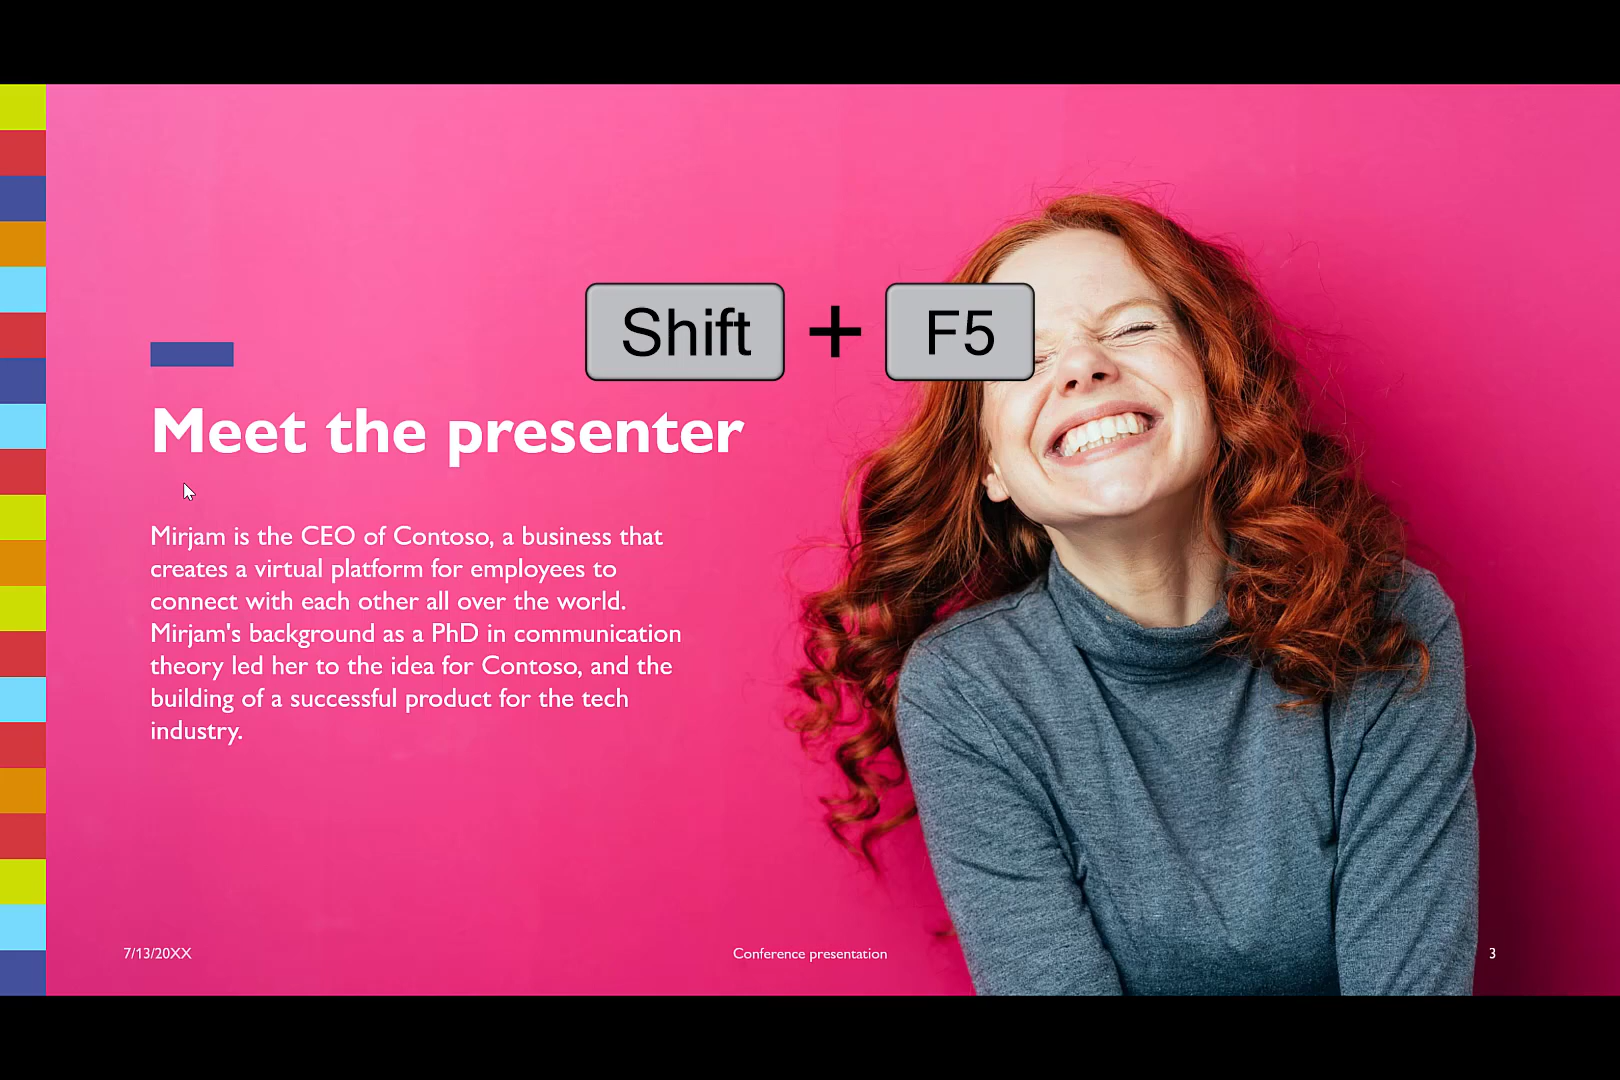 Shift + F5
Meet the presenter
Mirjam is the CEO of Contoso, a business that
creates a virtual platform for employees to
connect with each other all over the world.
Mirjam's background as a PhD in communication
theory led her to the idea for Contoso, and the
building of a successful product for the tech
industry.
7/13/20XX
Conference presentation
3